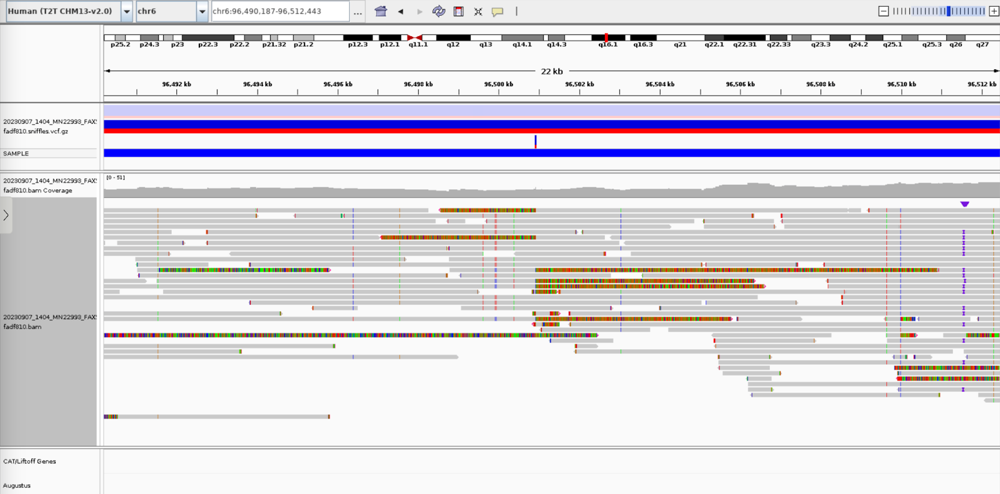 Human (T2T CHM13-v2.0) chr6 chr6:96,490,187-96,512,443 ...
p25.2 p24.3 p23 p22.3 p22.2 p21.32 p21.2 p12.3 p12.1 q11.1 q12 q13 q14.1 q14.3 q16.1 q16.3 q21 q22.1 q22.31 q22.33 q23.3 q24.2 q25.1 q25.3 q26 q27
22 kb
96,492 kb 96,494 kb 96,496 kb 96,498 kb 96,500 kb 96,502 kb 96,504 kb 96,506 kb 96,508 kb 96,510 kb 96,512 kb
20230907_1404_MN22993_FAX
fadf810.sniffles.vcf.gz
SAMPLE
20230907_1404_MN22993_FAX
fadf810.bam Coverage
[0 - 51]
20230907_1404_MN22993_FAX
fadf810.bam
CAT/Liftoff Genes
Augustus